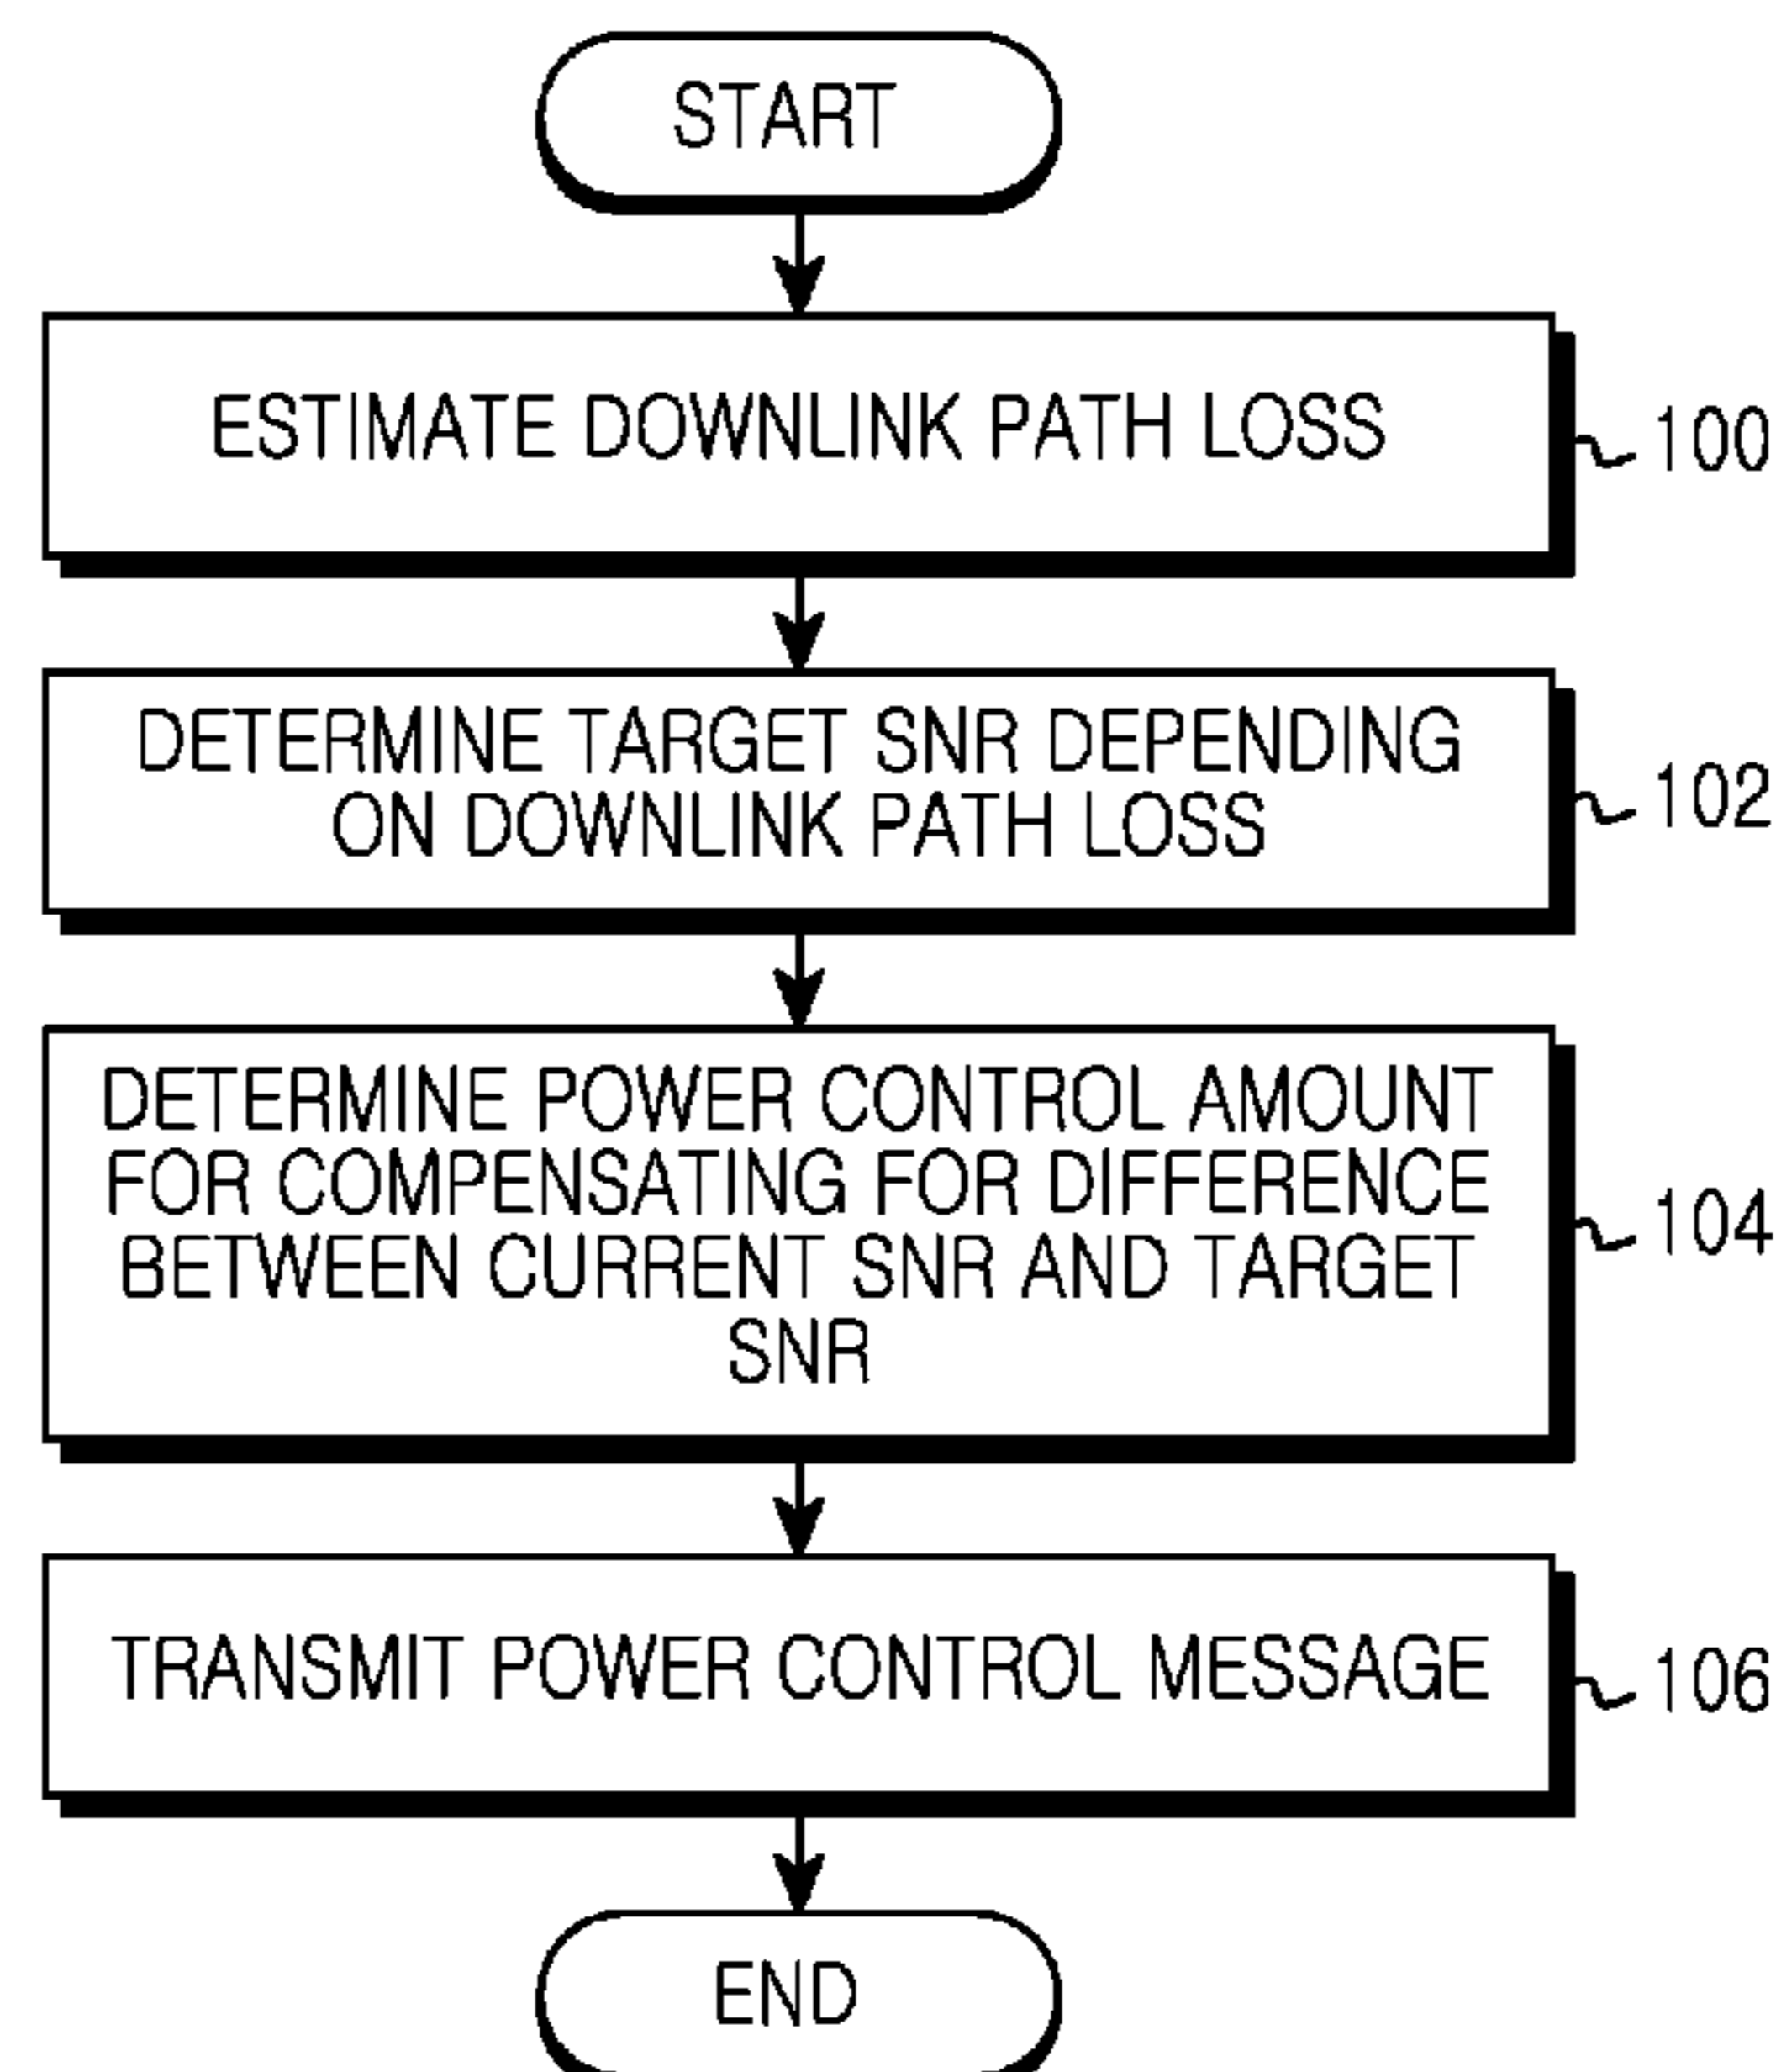 START
ESTIMATE DOWNLINK PATH LOSS
100
DETERMINE TARGET SNR DEPENDING
ON DOWNLINK PATH LOSS
102
DETERMINE POWER CONTROL AMOUNT
FOR COMPENSATING FOR DIFFERENCE
BETWEEN CURRENT SNR AND TARGET
SNR
104
TRANSMIT POWER CONTROL MESSAGE
106
END